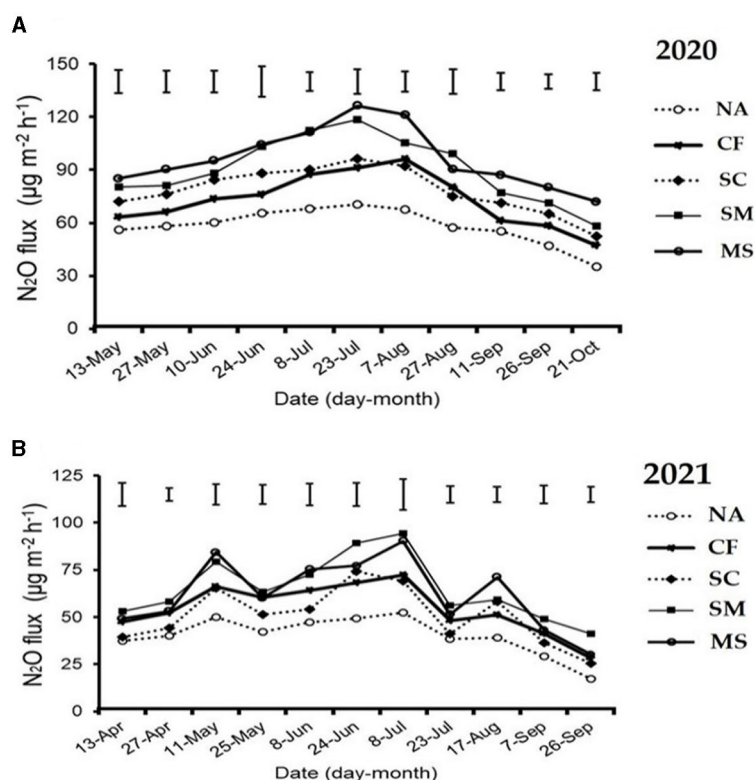 A
2020
N2O flux (µg m-2 h-1)
150
120
90
60
30
0
NA
CF
SC
SM
MS
13-May
27-May
10-Jun
24-Jun
8-Jul
23-Jul
7-Aug
27-Aug
11-Sep
26-Sep
21-Oct
Date (day-month)
B
2021
N2O flux (µg m-2 h-1)
125
100
75
50
25
0
NA
CF
SC
SM
MS
13-Apr
27-Apr
11-May
25-May
8-Jun
24-Jun
8-Jul
23-Jul
17-Aug
7-Sep
26-Sep
Date (day-month)